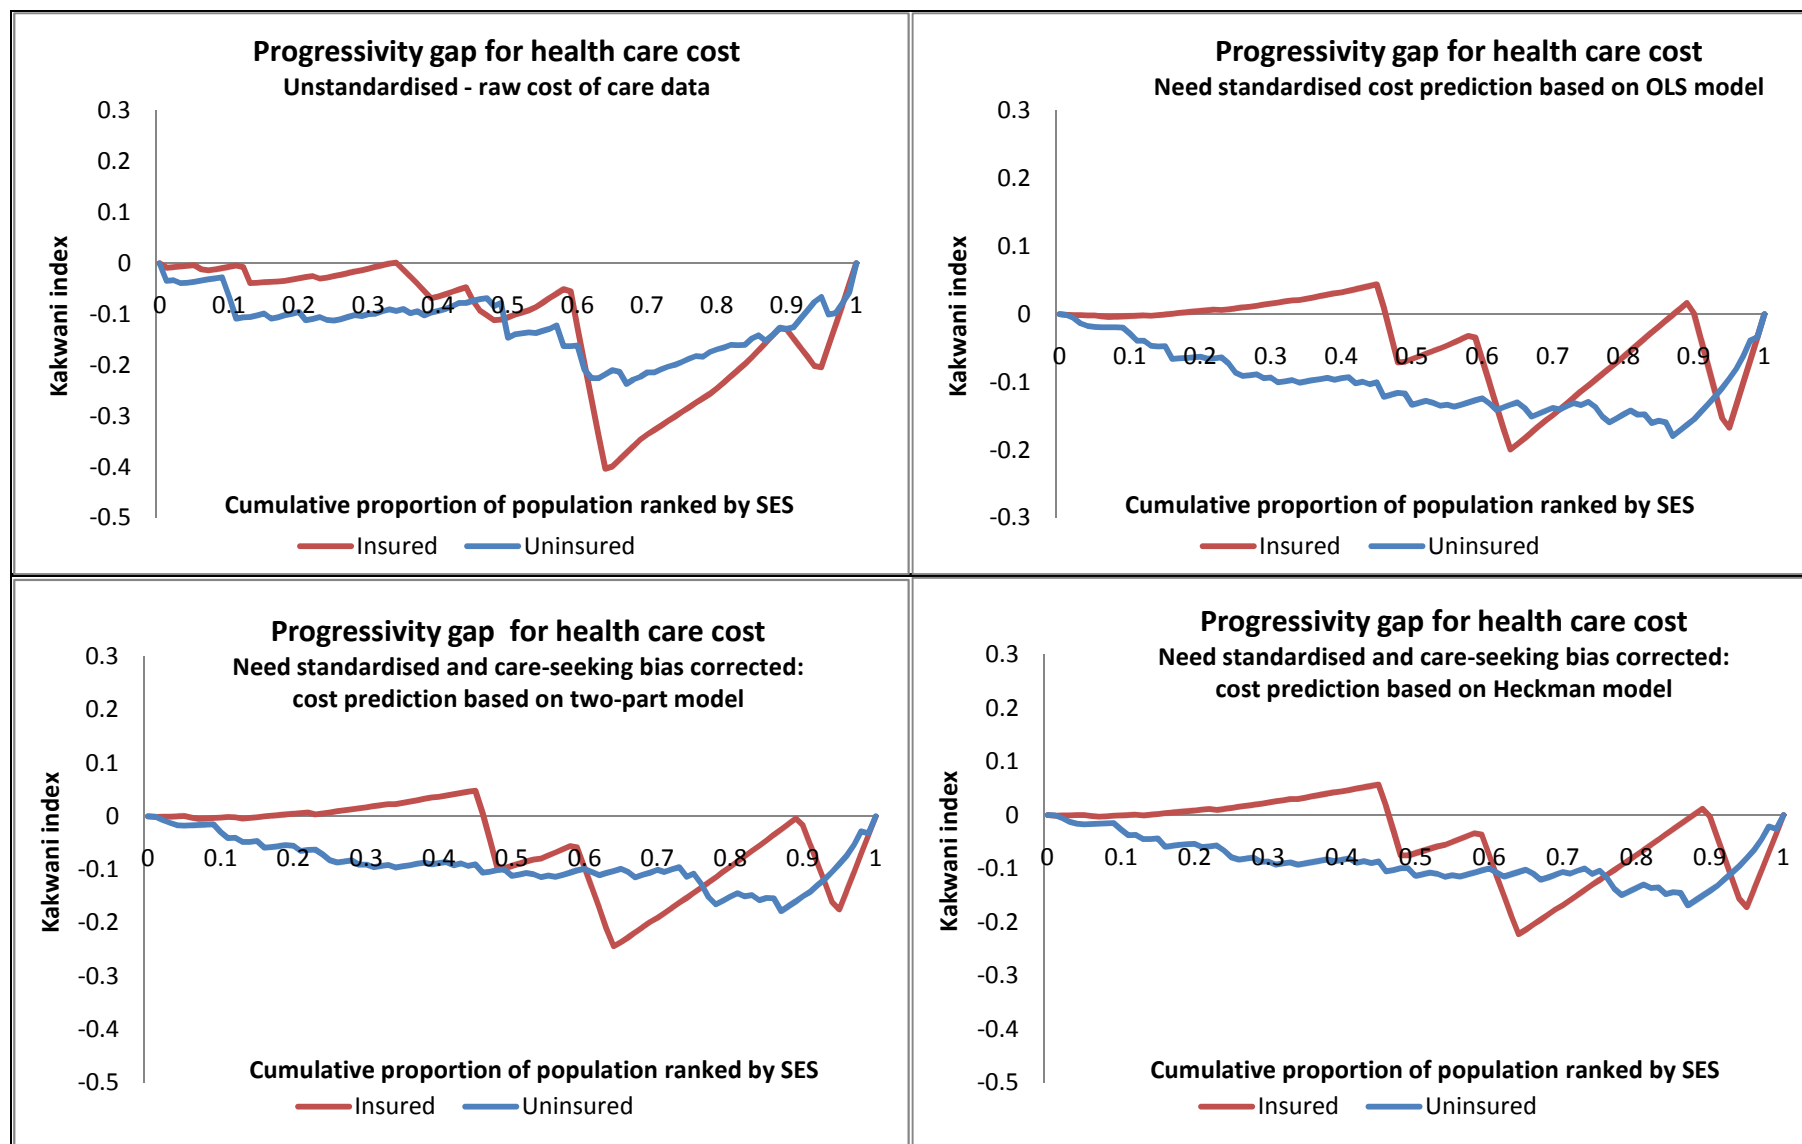 Progressivity gap for health care cost
Unstandardised - raw cost of care data
0.3
0.2
0.1
0
-0.1
-0.2
-0.3
-0.4
-0.5
Kakwani index
0 0.1 0.2 0.3 0.4 0.5 0.6 0.7 0.8 0.9 1
Cumulative proportion of population ranked by SES
Insured Uninsured
Progressivity gap for health care cost
Need standardised cost prediction based on OLS model
0.3
0.2
0.1
0
-0.1
-0.2
-0.3
Kakwani index
0 0.1 0.2 0.3 0.4 0.5 0.6 0.7 0.8 0.9 1
Cumulative proportion of population ranked by SES
Insured Uninsured
Progressivity gap for health care cost
Need standardised and care-seeking bias corrected:
cost prediction based on two-part model
0.3
0.2
0.1
0
-0.1
-0.2
-0.3
-0.4
-0.5
Kakwani index
0 0.1 0.2 0.3 0.4 0.5 0.6 0.7 0.8 0.9 1
Cumulative proportion of population ranked by SES
Insured Uninsured
Progressivity gap for health care cost
Need standardised and care-seeking bias corrected:
cost prediction based on Heckman model
0.3
0.2
0.1
0
-0.1
-0.2
-0.3
-0.4
-0.5
Kakwani index
0 0.1 0.2 0.3 0.4 0.5 0.6 0.7 0.8 0.9 1
Cumulative proportion of population ranked by SES
Insured Uninsured